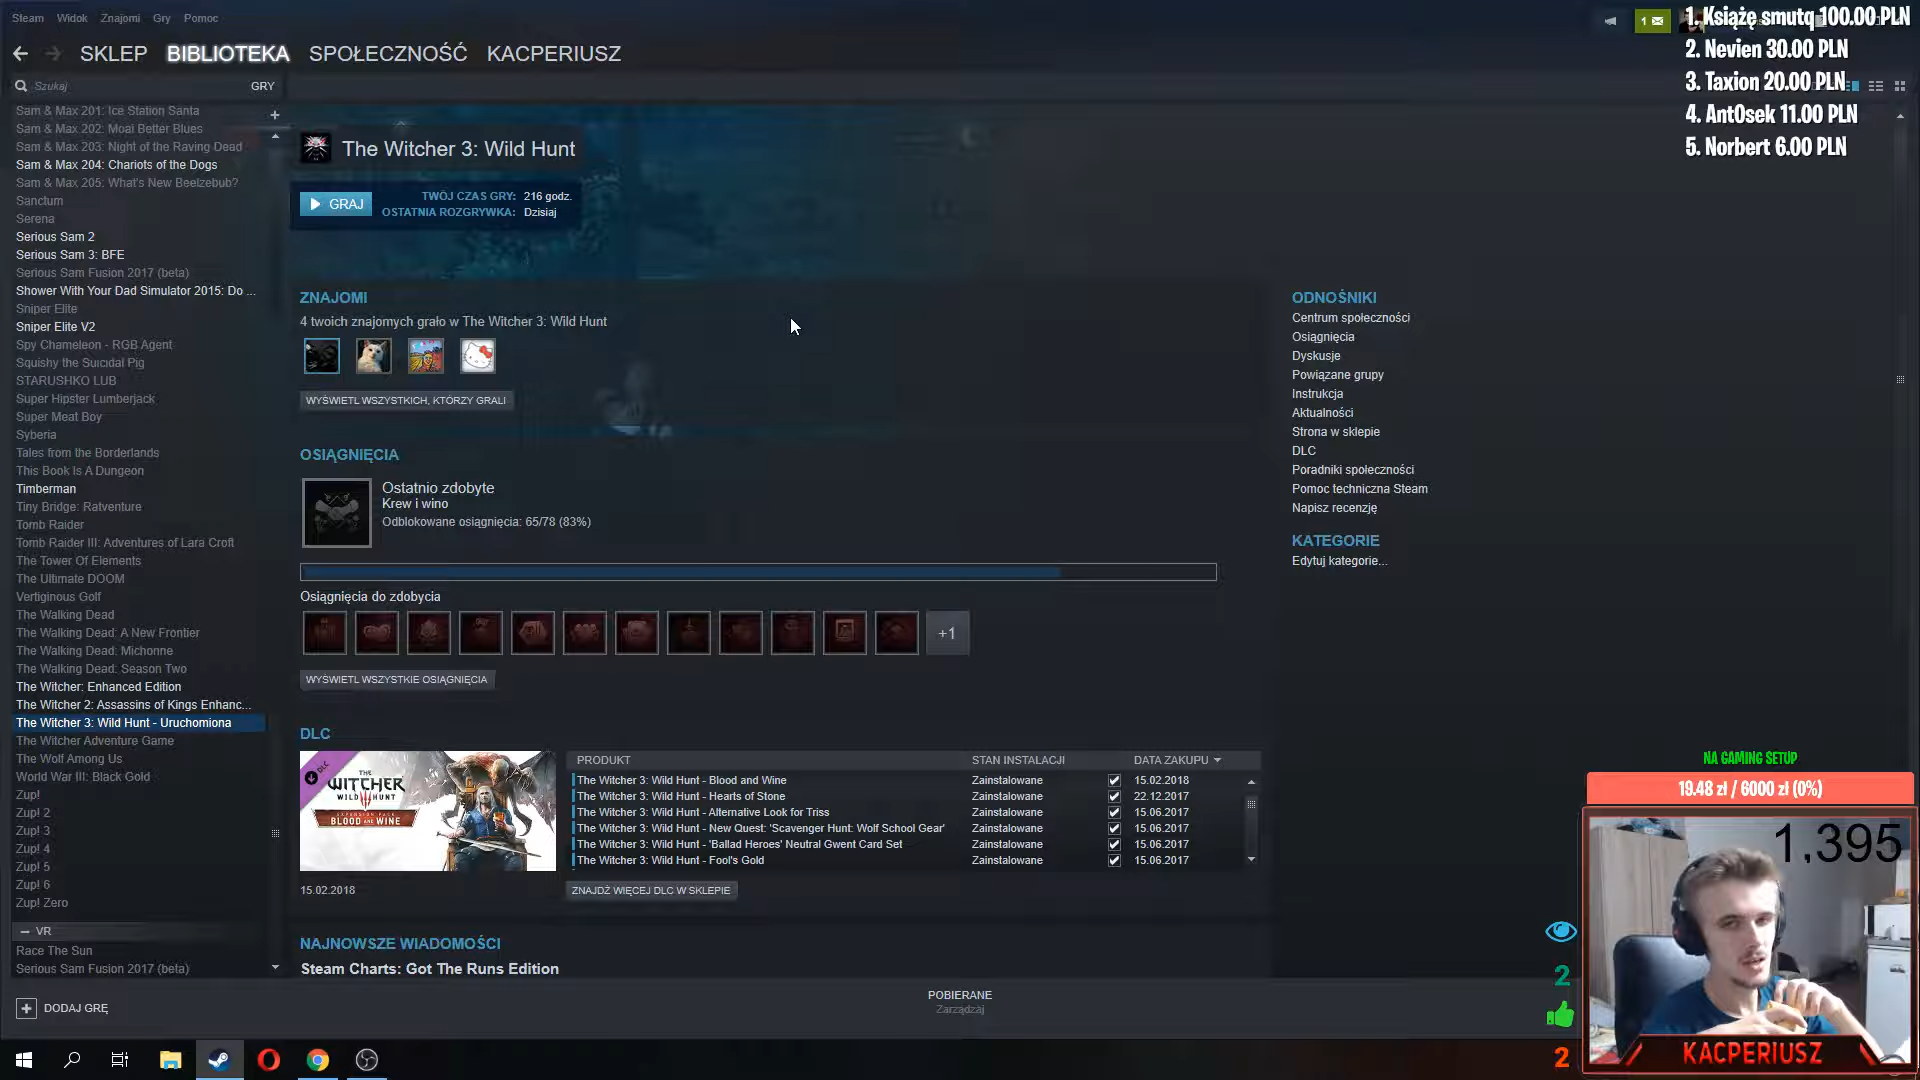 Steam Widok Znajomi Gry Pomoc
1
SKLEP BIBLIOTEKA SPOŁECZNOŚĆ KACPERIUSZ
Szukaj GRY
1. Książę smutq 100.00 PLN
2. Nevien 30.00 PLN
3. Taxion 20.00 PLN
4. Ant0sek 11.00 PLN
5. Norbert 6.00 PLN
Sam & Max 201: Ice Station Santa
Sam & Max 202: Moai Better Blues
Sam & Max 203: Night of the Raving Dead
Sam & Max 204: Chariots of the Dogs
Sam & Max 205: What's New Beelzebub?
Sanctum
Serena
Serious Sam 2
Serious Sam 3: BFE
Serious Sam Fusion 2017 (beta)
Shower With Your Dad Simulator 2015: Do ...
Sniper Elite
Sniper Elite V2
Spy Chameleon - RGB Agent
Squishy the Suicidal Pig
STARUSHKO LUB
Super Hipster Lumberjack
Super Meat Boy
Syberia
Tales from the Borderlands
This Book Is A Dungeon
Timberman
Tiny Bridge: Ratventure
Tomb Raider
Tomb Raider III: Adventures of Lara Croft
The Tower Of Elements
The Ultimate DOOM
Vertiginous Golf
The Walking Dead
The Walking Dead: A New Frontier
The Walking Dead: Michonne
The Walking Dead: Season Two
The Witcher: Enhanced Edition
The Witcher 2: Assassins of Kings Enhanc...
The Witcher 3: Wild Hunt - Uruchomiona
The Witcher Adventure Game
The Wolf Among Us
World War III: Black Gold
Zup!
Zup! 2
Zup! 3
Zup! 4
Zup! 5
Zup! 6
Zup! Zero
VR
Race The Sun
Serious Sam Fusion 2017 (beta)
DODAJ GRĘ
The Witcher 3: Wild Hunt
GRAJ
TWÓJ CZAS GRY: 216 godz.
OSTATNIA ROZGRYWKA: Dzisiaj
ZNAJOMI
4 twoich znajomych grało w The Witcher 3: Wild Hunt
WYŚWIETL WSZYSTKICH, KTÓRZY GRALI
OSIĄGNIĘCIA
Ostatnio zdobyte
Krew i wino
Odblokowane osiągnięcia: 65/78 (83%)
Osiągnięcia do zdobycia
+1
WYŚWIETL WSZYSTKIE OSIĄGNIĘCIA
DLC
DLC
THE WITCHER
WILD HUNT
BLOOD AND WINE
15.02.2018
PRODUKT STAN INSTALACJI DATA ZAKUPU
The Witcher 3: Wild Hunt - Blood and Wine Zainstalowane 15.02.2018
The Witcher 3: Wild Hunt - Hearts of Stone Zainstalowane 22.12.2017
The Witcher 3: Wild Hunt - Alternative Look for Triss Zainstalowane 15.06.2017
The Witcher 3: Wild Hunt - New Quest: 'Scavenger Hunt: Wolf School Gear' Zainstalowane 15.06.2017
The Witcher 3: Wild Hunt - 'Ballad Heroes' Neutral Gwent Card Set Zainstalowane 15.06.2017
The Witcher 3: Wild Hunt - Fool's Gold Zainstalowane 15.06.2017
ZNAJDŹ WIĘCEJ DLC W SKLEPIE
NAJNOWSZE WIADOMOŚCI
Steam Charts: Got The Runs Edition
POBIERANE
Zarządzaj
ODNOŚNIKI
Centrum społeczności
Osiągnięcia
Dyskusje
Powiązane grupy
Instrukcja
Aktualności
Strona w sklepie
DLC
Poradniki społeczności
Pomoc techniczna Steam
Napisz recenzję
KATEGORIE
Edytuj kategorie...
NA GAMING SETUP
19.48 zł / 6000 zł (0%)
1,395
2
2
KACPERIUSZ